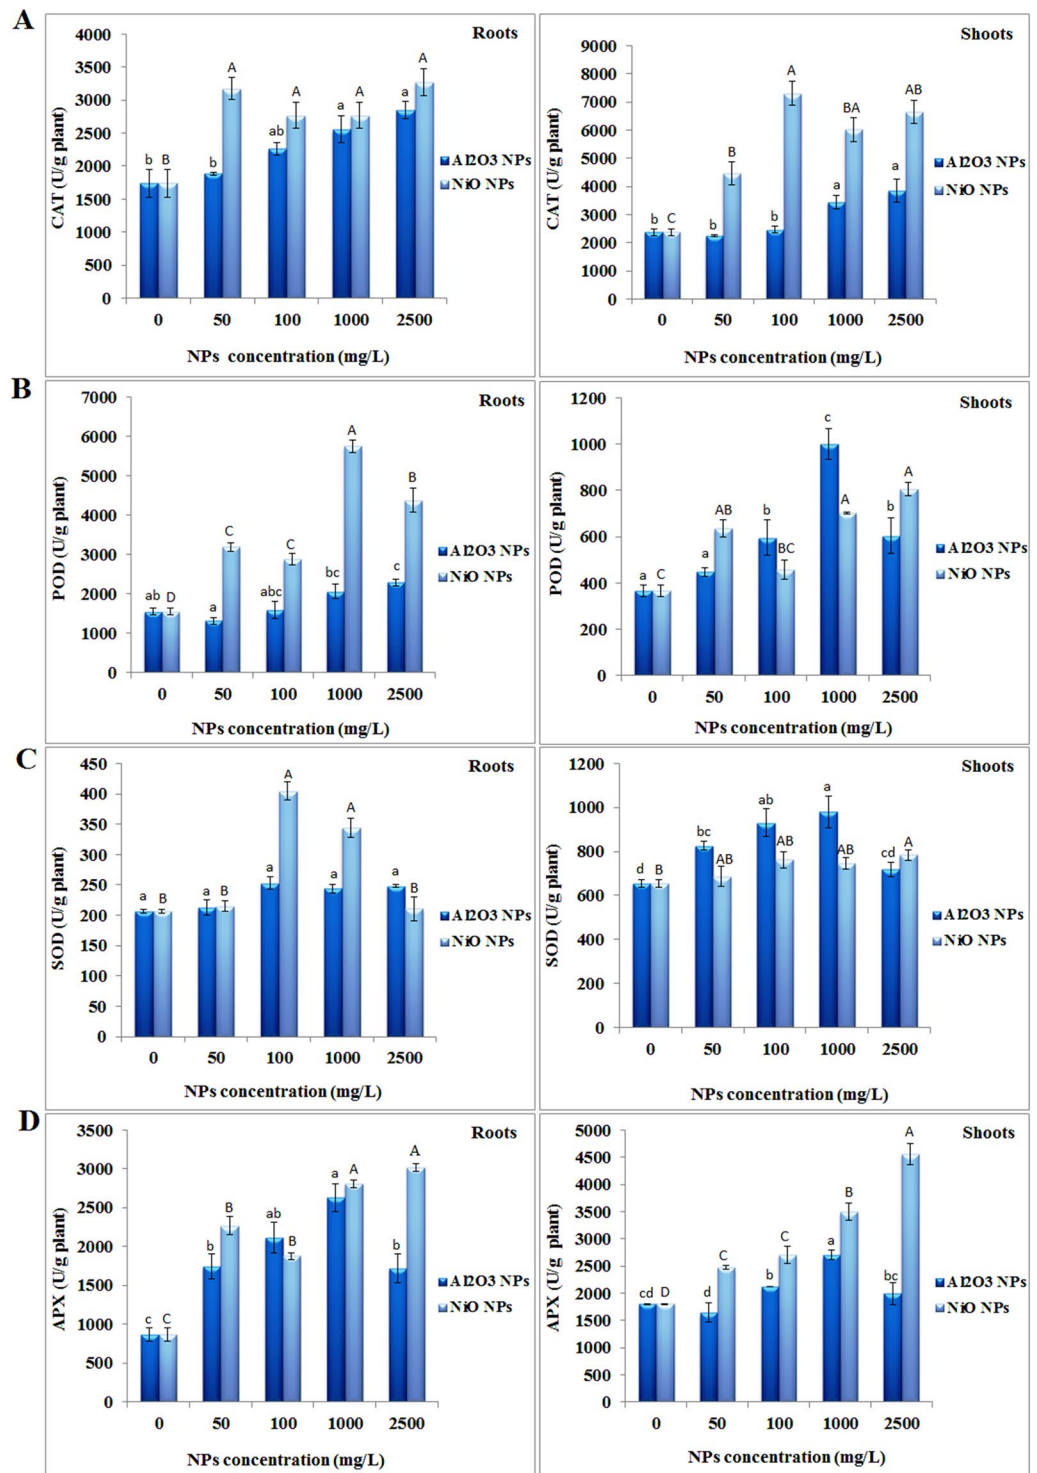 A
Roots
CAT (U/g plant)
4000
3500
3000
2500
2000
1500
1000
500
0
b B b A ab A a A a A
Al2O3 NPs
NiO NPs
0 50 100 1000 2500
NPs concentration (mg/L)
Shoots
CAT (U/g plant)
9000
8000
7000
6000
5000
4000
3000
2000
1000
0
b C b B b A a BA a AB
Al2O3 NPs
NiO NPs
0 50 100 1000 2500
NPs concentration (mg/L)
B
Roots
POD (U/g plant)
7000
6000
5000
4000
3000
2000
1000
0
ab D a C abc C bc A c B
Al2O3 NPs
NiO NPs
0 50 100 1000 2500
NPs concentration (mg/L)
Shoots
POD (U/g plant)
1200
1000
800
600
400
200
0
a C a AB b BC c A b A
Al2O3 NPs
NiO NPs
0 50 100 1000 2500
NPs concentration (mg/L)
C
Roots
SOD (U/g plant)
450
400
350
300
250
200
150
100
50
0
a B a B a A a A a B
Al2O3 NPs
NiO NPs
0 50 100 1000 2500
NPs concentration (mg/L)
Shoots
SOD (U/g plant)
1200
1000
800
600
400
200
0
d B bc AB ab AB a AB cd A
Al2O3 NPs
NiO NPs
0 50 100 1000 2500
NPs concentration (mg/L)
D
Roots
APX (U/g plant)
3500
3000
2500
2000
1500
1000
500
0
c C b B ab B a A b A
Al2O3 NPs
NiO NPs
0 50 100 1000 2500
NPs concentration (mg/L)
Shoots
APX (U/g plant)
5000
4500
4000
3500
3000
2500
2000
1500
1000
500
0
cd D d C b C a B bc A
Al2O3 NPs
NiO NPs
0 50 100 1000 2500
NPs concentration (mg/L)